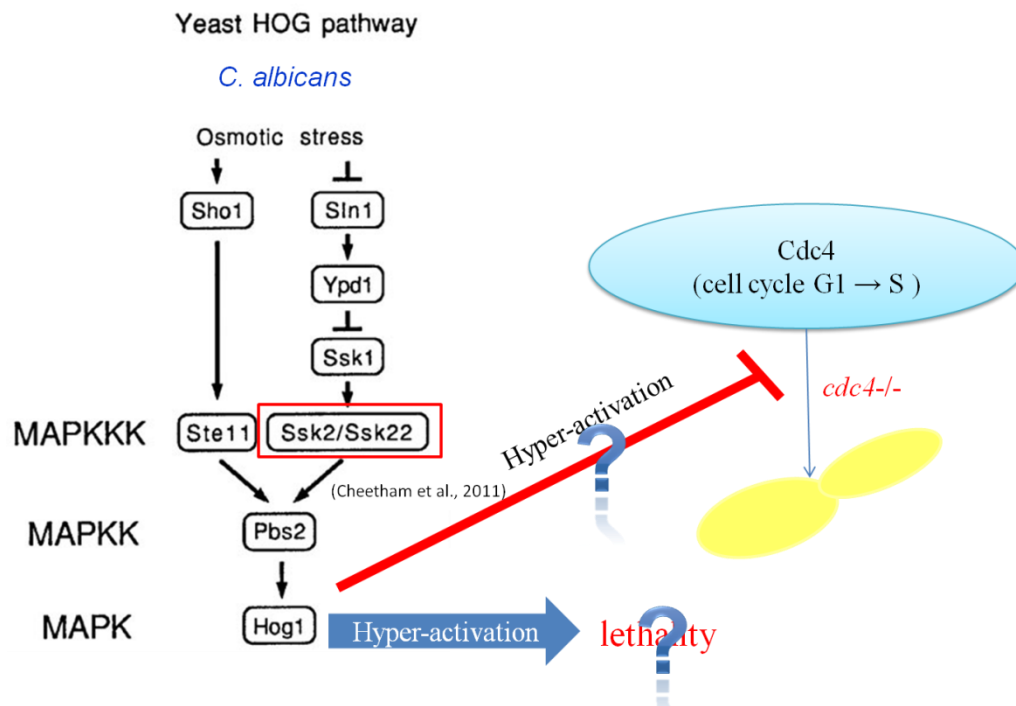 Yeast HOG pathway
C. albicans
Osmotic stress
Sho1
Sln1
Ypd1
Ssk1
MAPKKK
Ste11
Ssk2/Ssk22
(Cheetham et al., 2011)
MAPKK
Pbs2
MAPK
Hog1
Hyper-activation
lethality
?
Hyper-activation
?
Cdc4
(cell cycle G1 → S )
cdc4-/-